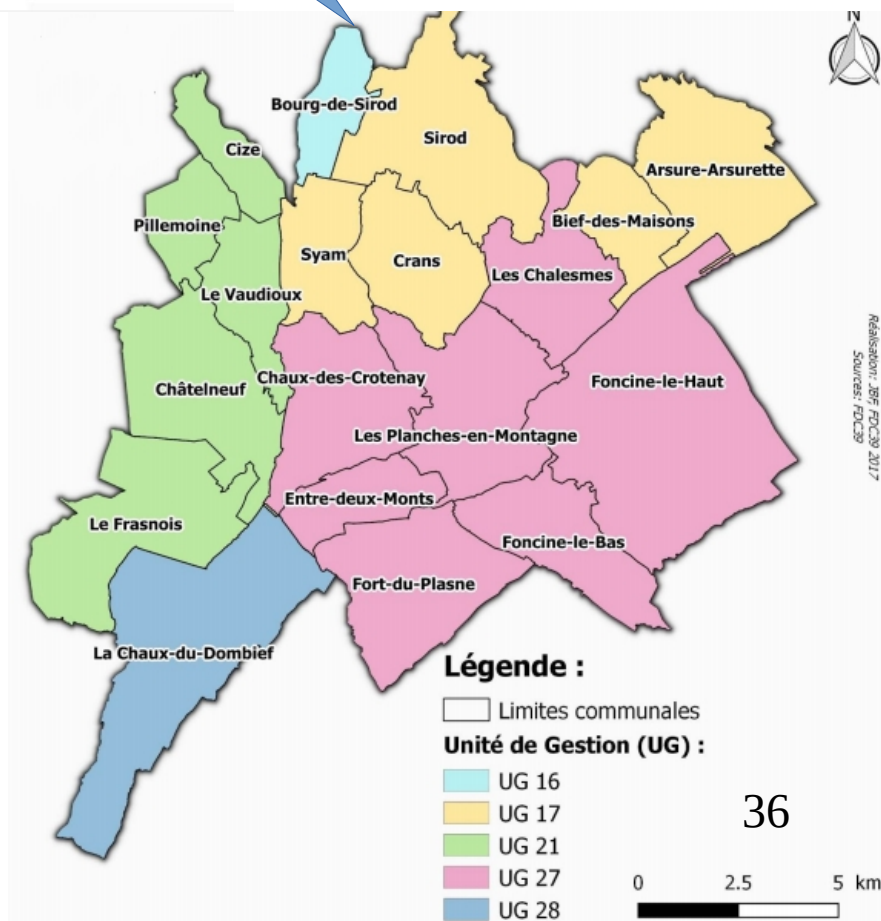 N
Bourg-de-Sirod
Sirod
Cize
Arsure-Arsurette
Pillemoine
Bief-des-Maisons
Syam
Crans
Les Chalesmes
Le Vaudioux
Chaux-des-Crotenay
Foncine-le-Haut
Châtelneuf
Les Planches-en-Montagne
Entre-deux-Monts
Le Frasnois
Foncine-le-Bas
Fort-du-Plasne
La Chaux-du-Dombief
Réalisation: JBF, FDC39 2017
Sources: FDC39
Légende :
Limites communales
Unité de Gestion (UG) :
UG 16
UG 17
UG 21
UG 27
UG 28
36
0 2.5 5 km